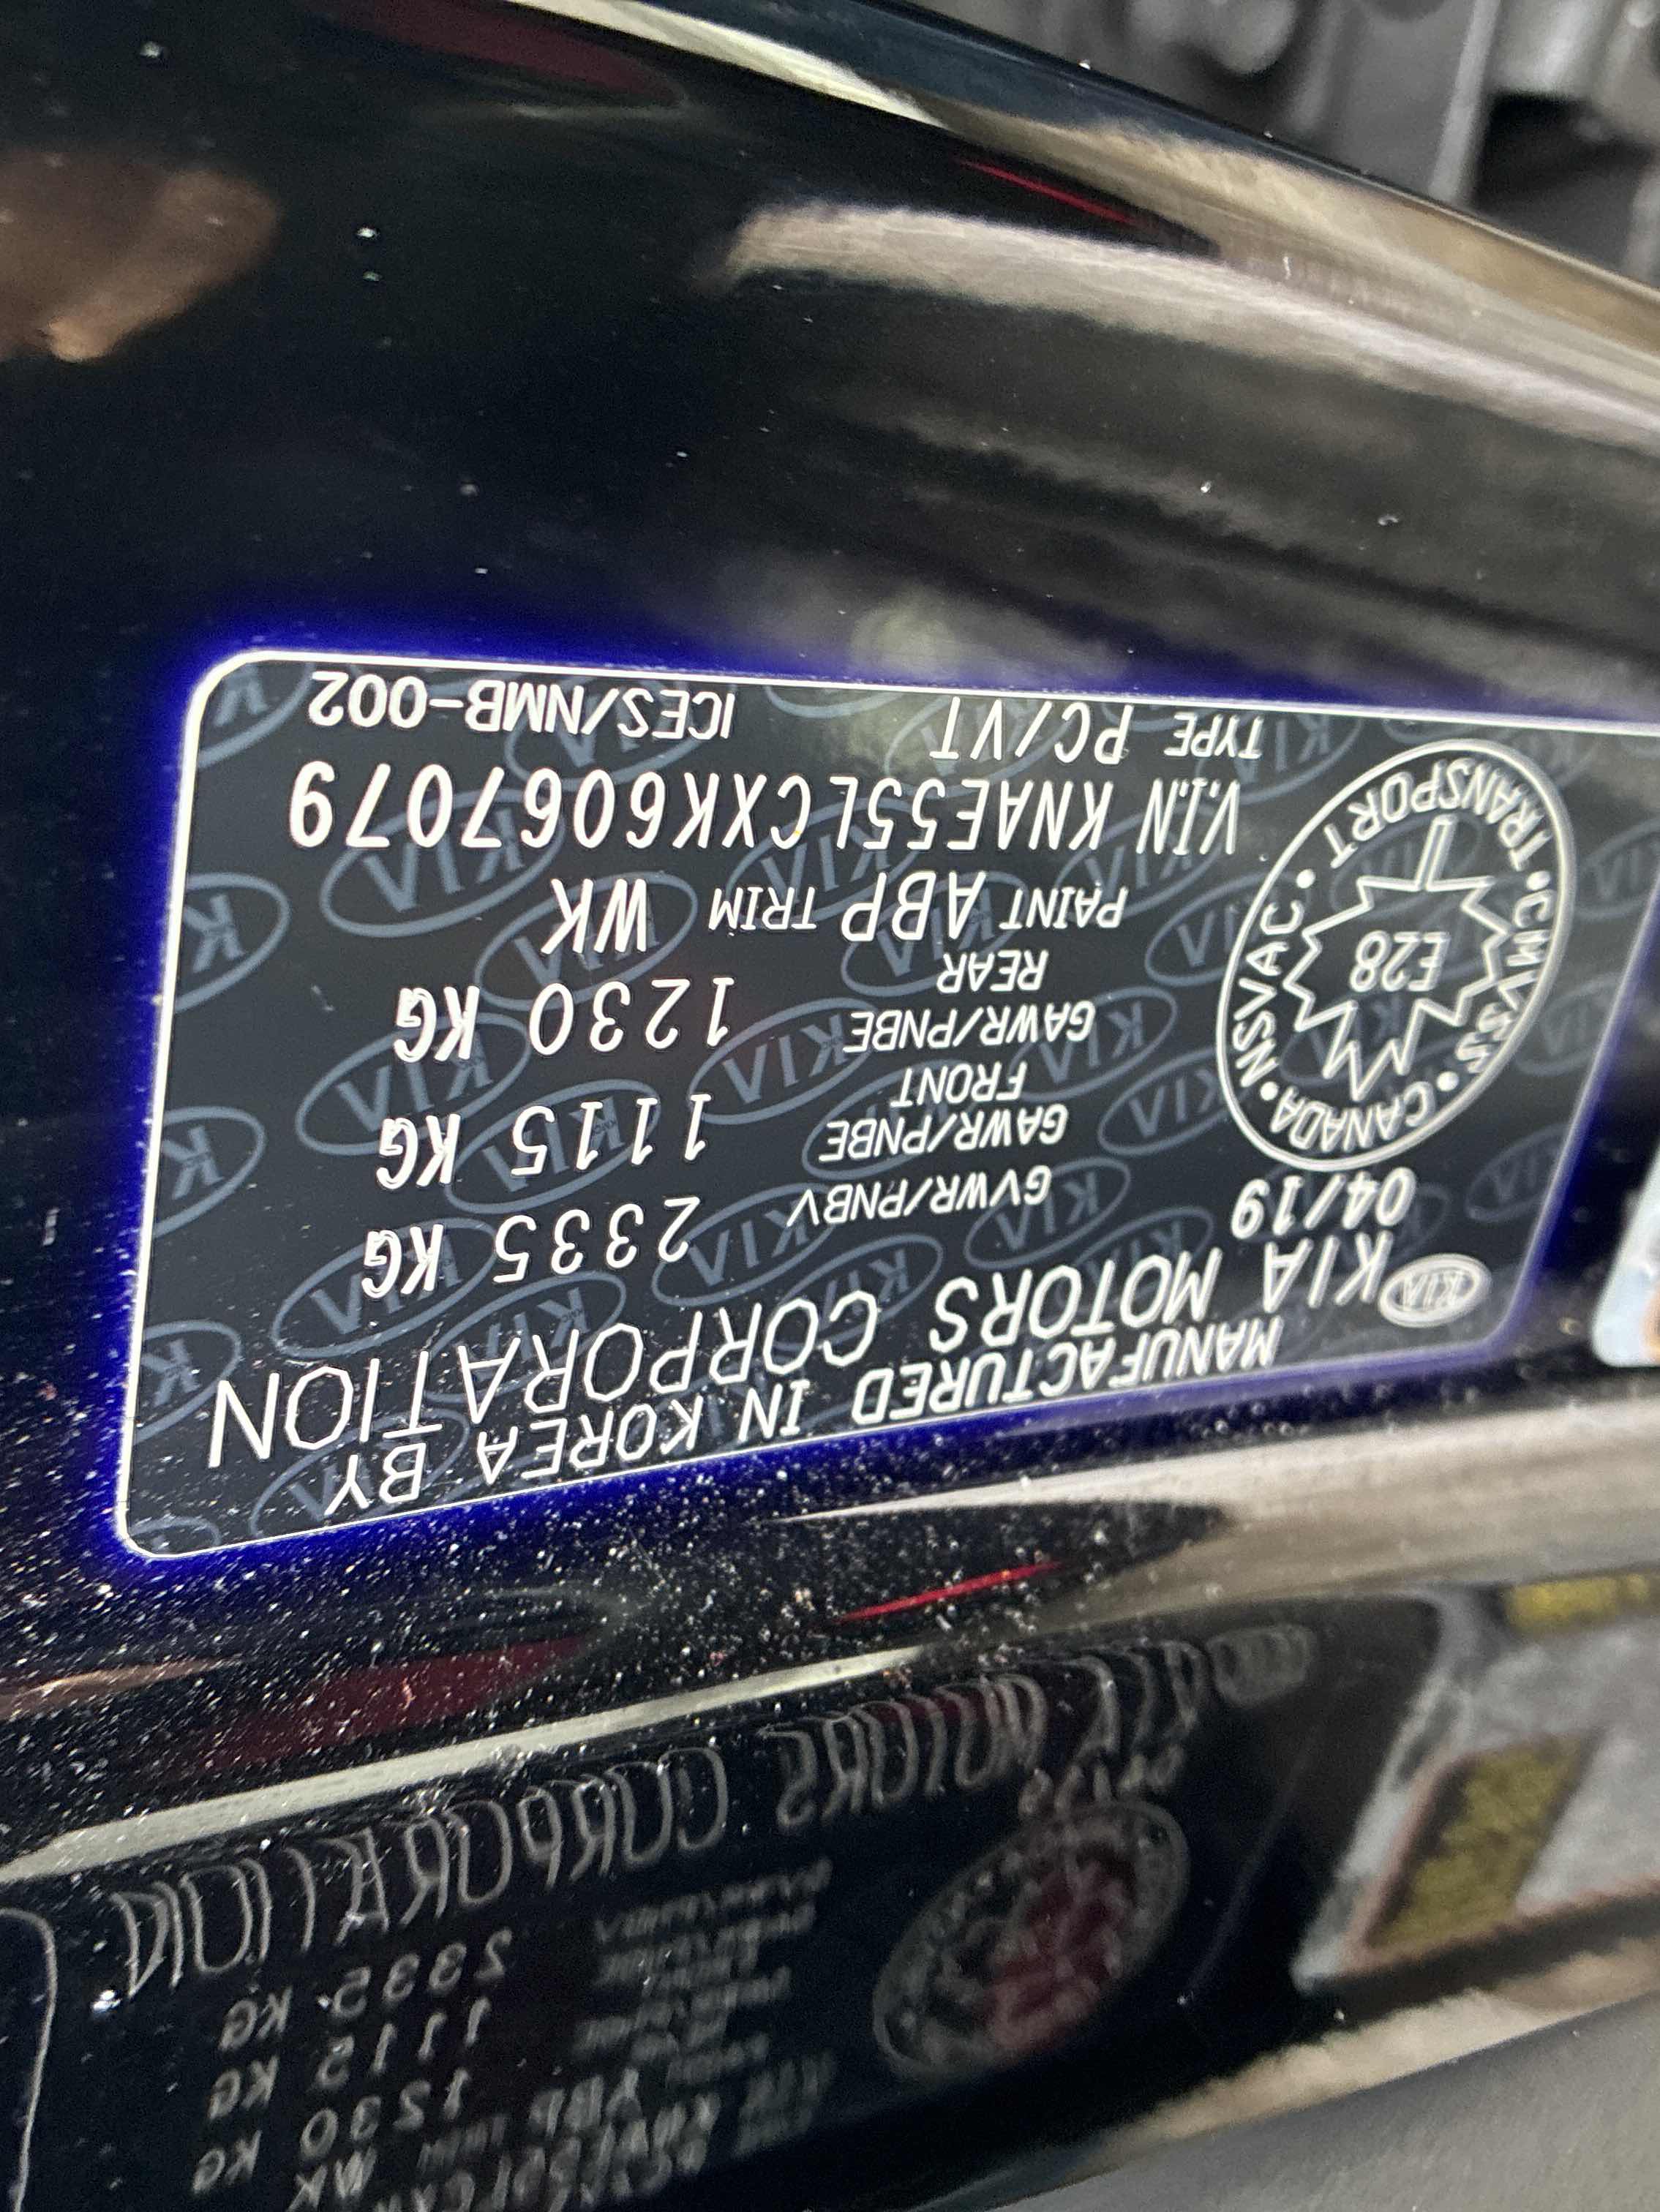 MANUFACTURED IN KOREA BY
KIA KIA MOTORS CORPORATION
04/19
GVWR/PNBV 2335 KG
GAWR/PNBE FRONT 1115 KG
GAWR/PNBE REAR 1230 KG
PAINT ABP TRIM WK
V.I.N KNAE55LCXK6067079
TYPE PC/VT ICES/NMB-002
CANADA • NSVAC • TRANSPORT • CMVSS •
E28